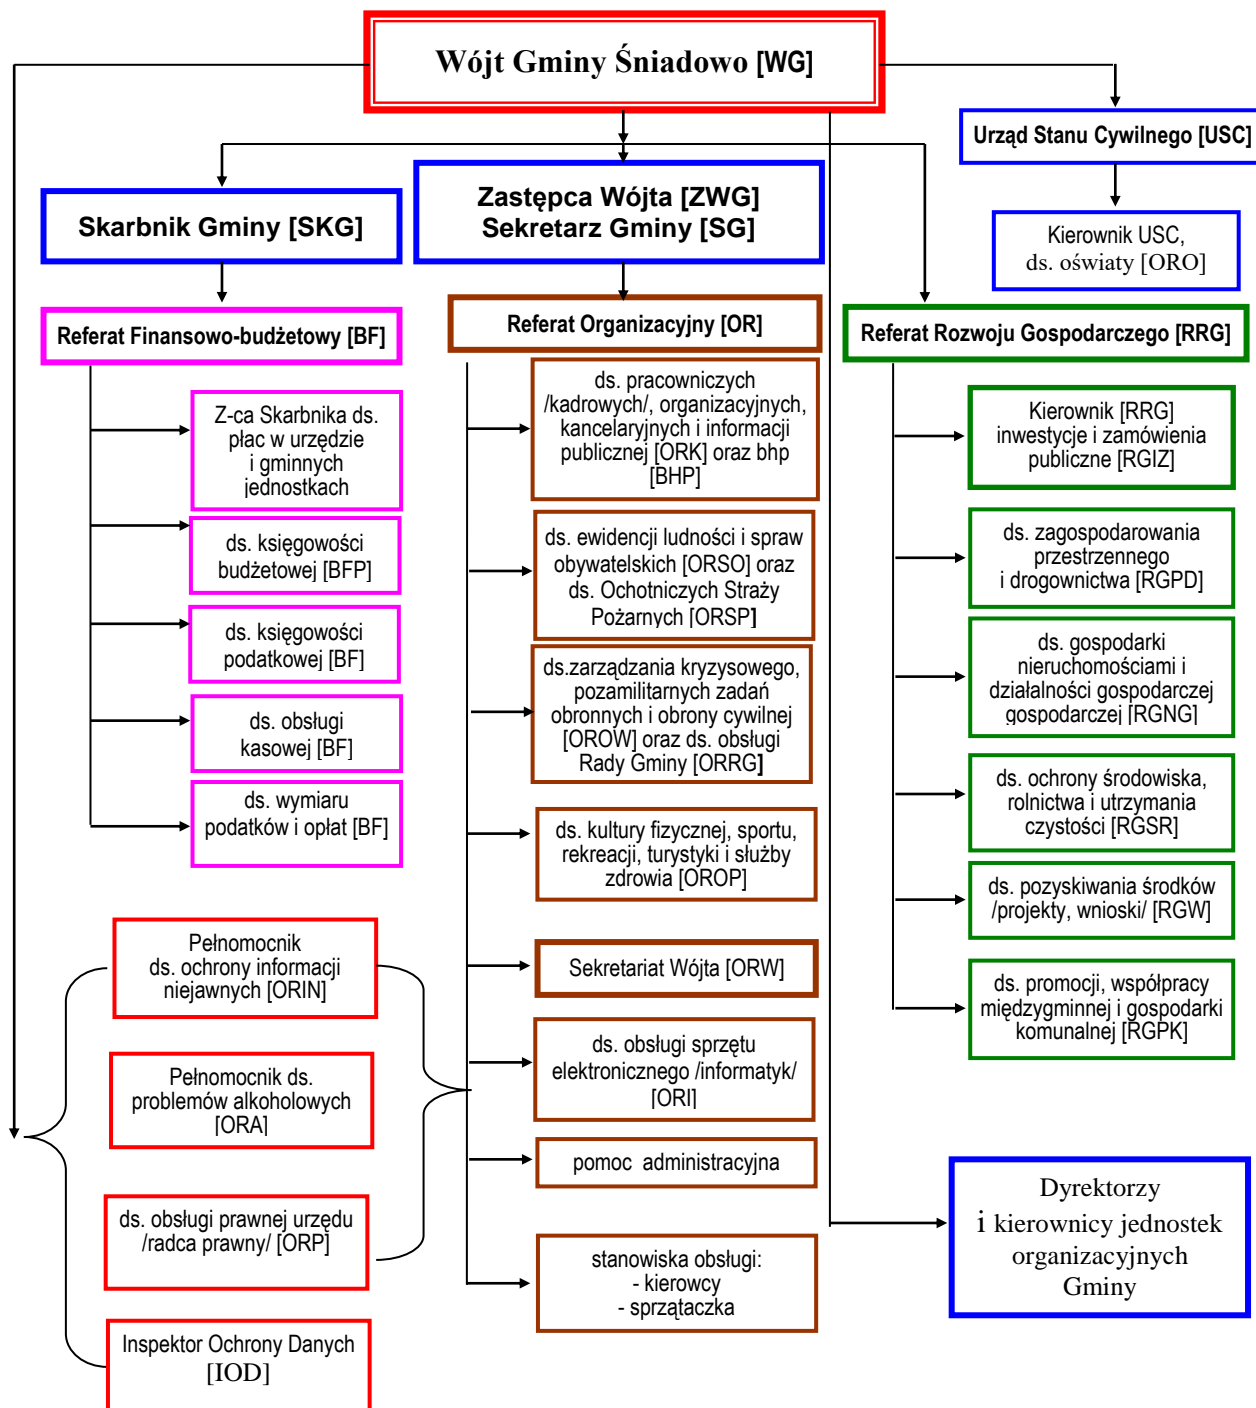 Wójt Gminy Śniadowo [WG]
Urząd Stanu Cywilnego [USC]
Kierownik USC,
ds. oświaty [ORO]
Skarbnik Gminy [SKG]
Zastępca Wójta [ZWG]
Sekretarz Gminy [SG]
Referat Finansowo-budżetowy [BF]
Z-ca Skarbnika ds.
płac w urzędzie
i gminnych
jednostkach
ds. księgowości
budżetowej [BFP]
ds. księgowości
podatkowej [BF]
ds. obsługi
kasowej [BF]
ds. wymiaru
podatków i opłat [BF]
Referat Organizacyjny [OR]
ds. pracowniczych
/kadrowych/, organizacyjnych,
kancelaryjnych i informacji
publicznej [ORK] oraz bhp
[BHP]
ds. ewidencji ludności i spraw
obywatelskich [ORSO] oraz
ds. Ochotniczych Straży
Pożarnych [ORSP]
ds.zarządzania kryzysowego,
pozamilitarnych zadań
obronnych i obrony cywilnej
[OROW] oraz ds. obsługi
Rady Gminy [ORRG]
ds. kultury fizycznej, sportu,
rekreacji, turystyki i służby
zdrowia [OROP]
Sekretariat Wójta [ORW]
ds. obsługi sprzętu
elektronicznego /informatyk/
[ORI]
pomoc administracyjna
stanowiska obsługi:
- kierowcy
- sprzątaczka
Referat Rozwoju Gospodarczego [RRG]
Kierownik [RRG]
inwestycje i zamówienia
publiczne [RGIZ]
ds. zagospodarowania
przestrzennego
i drogownictwa [RGPD]
ds. gospodarki
nieruchomościami i
działalności gospodarczej
gospodarczej [RGNG]
ds. ochrony środowiska,
rolnictwa i utrzymania
czystości [RGSR]
ds. pozyskiwania środków
/projekty, wnioski/ [RGW]
ds. promocji, współpracy
międzygminnej i gospodarki
komunalnej [RGPK]
Pełnomocnik
ds. ochrony informacji
niejawnych [ORIN]
Pełnomocnik ds.
problemów alkoholowych
[ORA]
ds. obsługi prawnej urzędu
/radca prawny/ [ORP]
Inspektor Ochrony Danych
[IOD]
Dyrektorzy
i kierownicy jednostek
organizacyjnych
Gminy